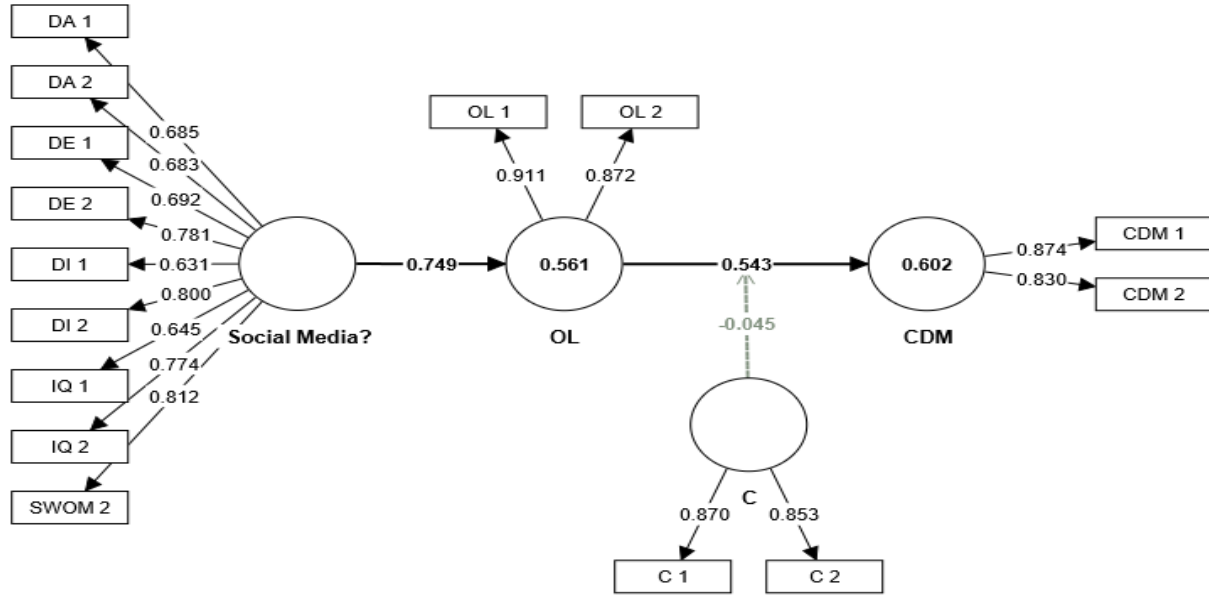 DA 1
DA 2
DE 1
DE 2
DI 1
DI 2
IQ 1
IQ 2
SWOM 2
0.685
0.683
0.692
0.781
0.631
0.800
0.645
0.774
0.812
Social Media?
0.749
OL 1
OL 2
0.911
0.872
0.561
OL
0.543
-0.045
0.602
CDM
0.874
0.830
CDM 1
CDM 2
C
0.870
0.853
C 1
C 2